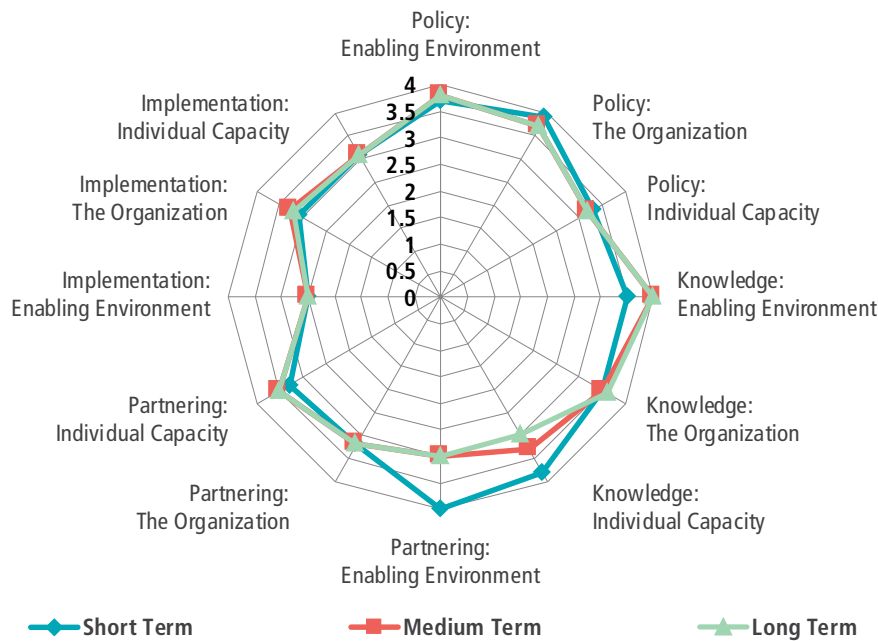 Policy:
Enabling Environment
Policy:
The Organization
Policy:
Individual Capacity
Knowledge:
Enabling Environment
Knowledge:
The Organization
Knowledge:
Individual Capacity
Partnering:
Enabling Environment
Partnering:
The Organization
Partnering:
Individual Capacity
Implementation:
Enabling Environment
Implementation:
The Organization
Implementation:
Individual Capacity
4
3.5
3
2.5
2
1.5
1
0.5
0
Short Term
Medium Term
Long Term